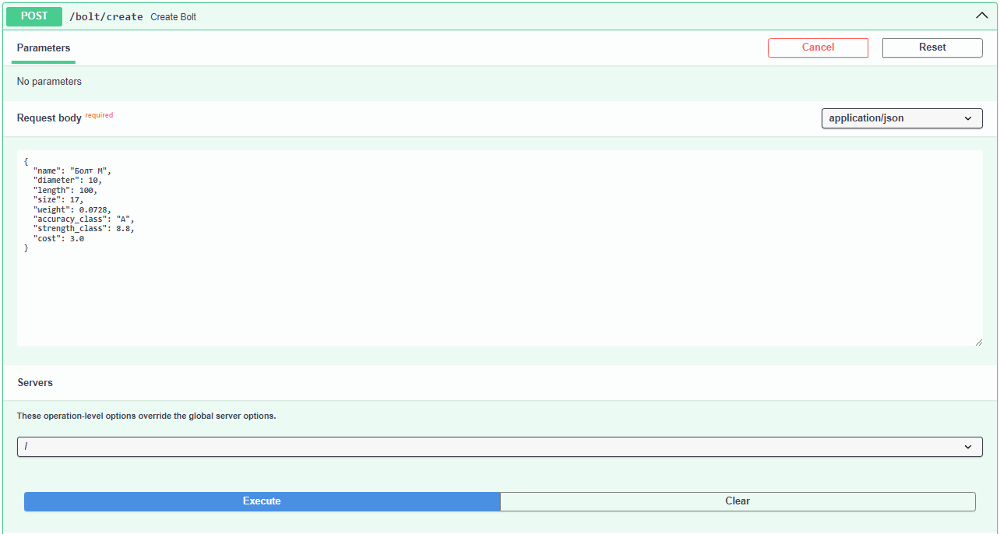 POST /bolt/create Create Bolt
Parameters
Cancel
Reset
No parameters
Request body required
application/json
{
  "name": "Болт М",
  "diameter": 10,
  "length": 100,
  "size": 17,
  "weight": 0.0728,
  "accuracy_class": "A",
  "strength_class": 8.8,
  "cost": 3.0
}
Servers
These operation-level options override the global server options.
/
Execute
Clear